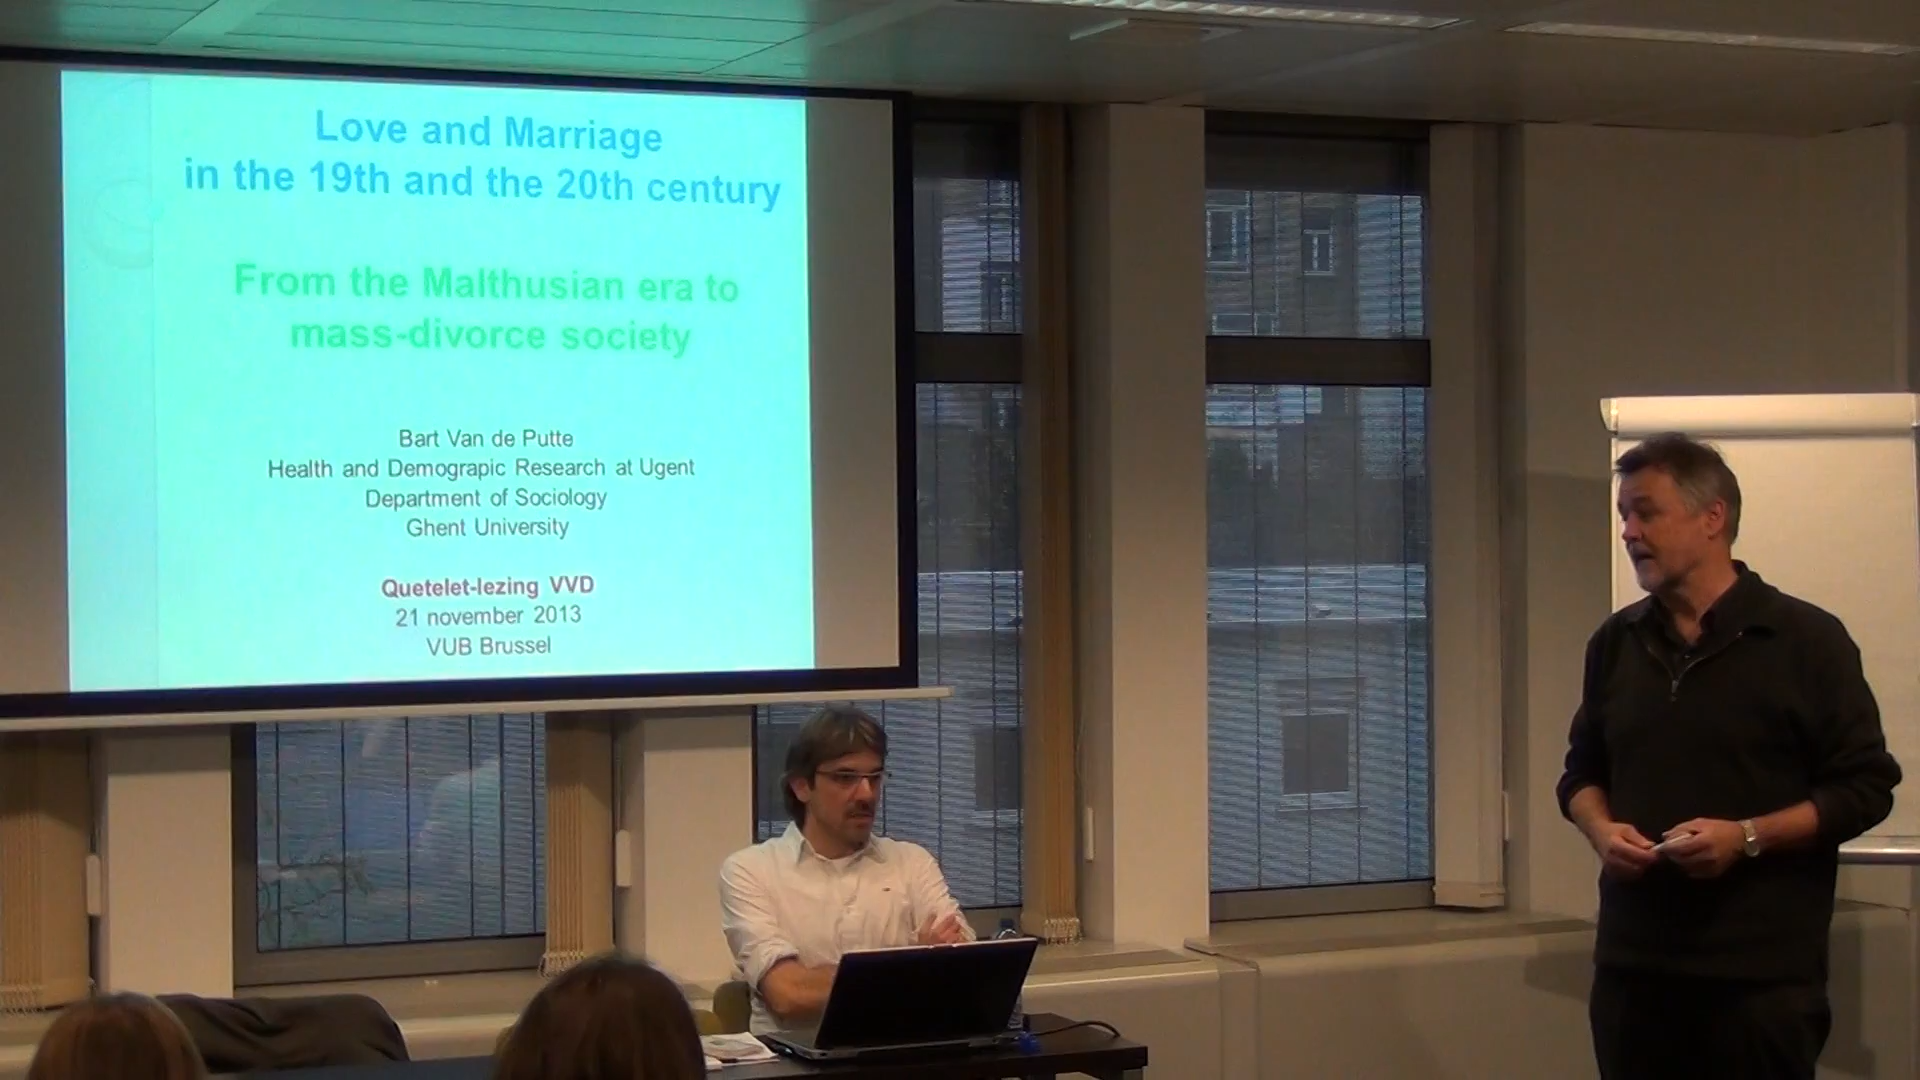 Love and Marriage
in the 19th and the 20th century
From the Malthusian era to
mass-divorce society
Bart Van de Putte
Health and Demograpic Research at Ugent
Department of Sociology
Ghent University
Quetelet-lezing VVD
21 november 2013
VUB Brussel